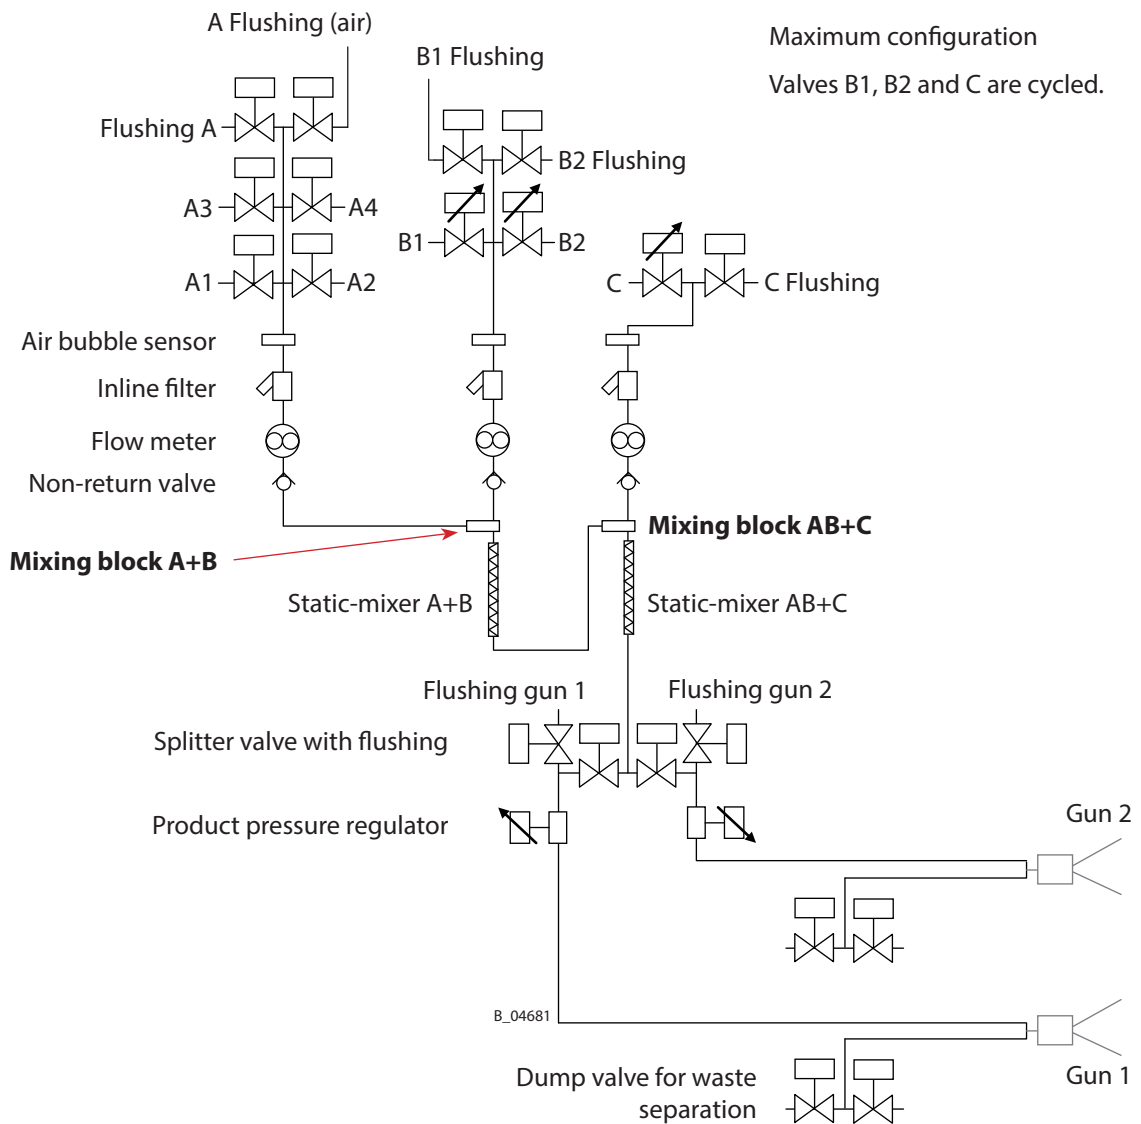 A Flushing (air)
Maximum configuration
B1 Flushing
Valves B1, B2 and C are cycled.
Flushing A
B2 Flushing
A3
A4
B1
B2
A1
A2
C
C Flushing
Air bubble sensor
Inline filter
Flow meter
Non-return valve
Mixing block AB+C
Mixing block A+B
Static-mixer A+B
Static-mixer AB+C
Flushing gun 1
Flushing gun 2
Splitter valve with flushing
Product pressure regulator
Gun 2
B_04681
Gun 1
Dump valve for waste
separation